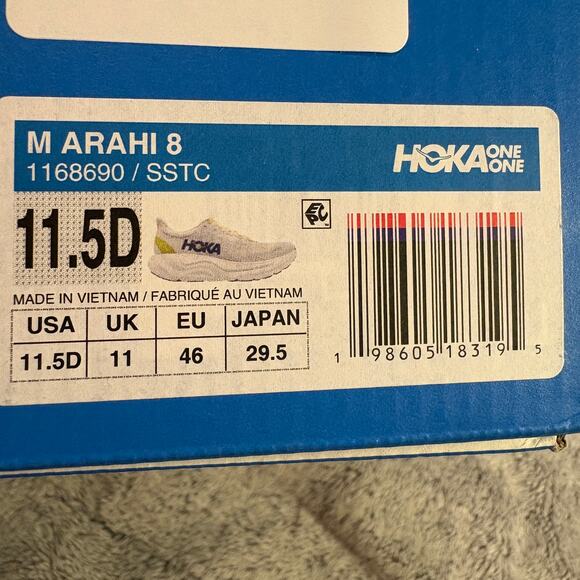 M ARAHI 8
1168690 / SSTC
HOKA ONE ONE
11.5D
HOKA
EPC
MADE IN VIETNAM / FABRIQUÉ AU VIETNAM
USA UK EU JAPAN
11.5D 11 46 29.5
1 98605 18319 5